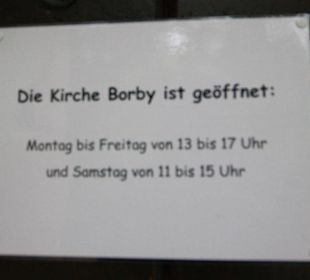 Die Kirche Borby ist geöffnet:
Montag bis Freitag von 13 bis 17 Uhr
und Samstag von 11 bis 15 Uhr